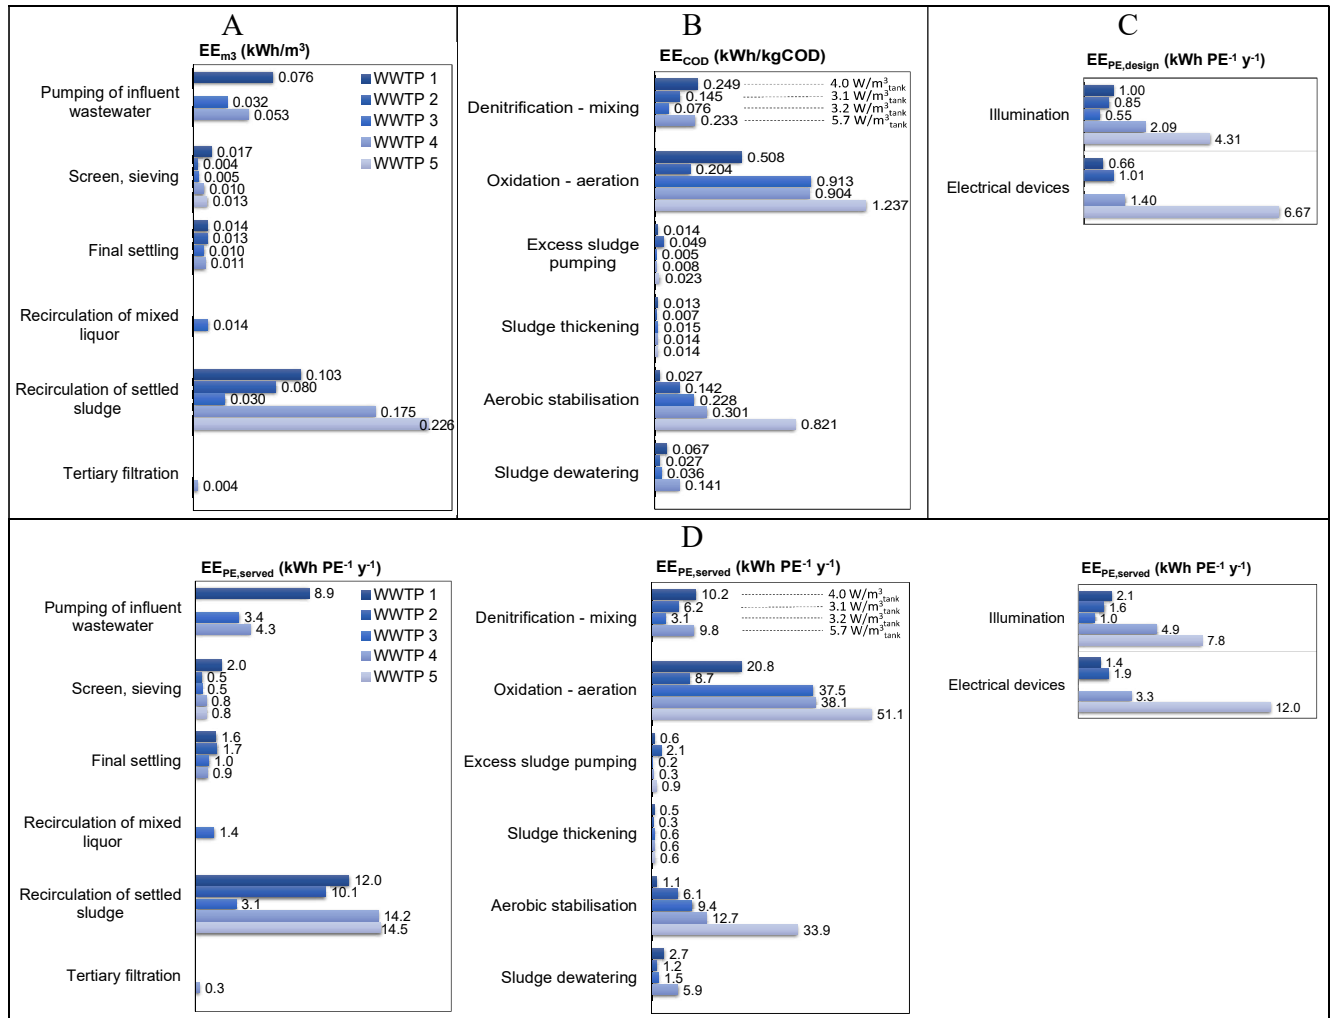 A
EE_m3 (kWh/m³)
WWTP 1
WWTP 2
WWTP 3
WWTP 4
WWTP 5
Pumping of influent
wastewater
0.076
0.032
0.053
Screen, sieving
0.017
0.004
0.005
0.010
0.013
Final settling
0.014
0.013
0.010
0.011
Recirculation of mixed
liquor
0.014
Recirculation of settled
sludge
0.103
0.080
0.030
0.175
0.226
Tertiary filtration
0.004
B
EE_COD (kWh/kgCOD)
Denitrification - mixing
0.249 4.0 W/m³_tank
0.145 3.1 W/m³_tank
0.076 3.2 W/m³_tank
0.233 5.7 W/m³_tank
Oxidation - aeration
0.508
0.204
0.913
0.904
1.237
Excess sludge
pumping
0.014
0.049
0.005
0.008
0.023
Sludge thickening
0.013
0.007
0.015
0.014
0.014
Aerobic stabilisation
0.027
0.142
0.228
0.301
0.821
Sludge dewatering
0.067
0.027
0.036
0.141
C
EE_PE,design (kWh PE⁻¹ y⁻¹)
Illumination
1.00
0.85
0.55
2.09
4.31
Electrical devices
0.66
1.01
1.40
6.67
D
EE_PE,served (kWh PE⁻¹ y⁻¹)
WWTP 1
WWTP 2
WWTP 3
WWTP 4
WWTP 5
Pumping of influent
wastewater
8.9
3.4
4.3
Screen, sieving
2.0
0.5
0.5
0.8
0.8
Final settling
1.6
1.7
1.0
0.9
Recirculation of mixed
liquor
1.4
Recirculation of settled
sludge
12.0
10.1
3.1
14.2
14.5
Tertiary filtration
0.3
EE_PE,served (kWh PE⁻¹ y⁻¹)
Denitrification - mixing
10.2 4.0 W/m³_tank
6.2 3.1 W/m³_tank
3.1 3.2 W/m³_tank
9.8 5.7 W/m³_tank
Oxidation - aeration
20.8
8.7
37.5
38.1
51.1
Excess sludge pumping
0.6
2.1
0.2
0.3
0.9
Sludge thickening
0.5
0.3
0.6
0.6
0.6
Aerobic stabilisation
1.1
6.1
9.4
12.7
33.9
Sludge dewatering
2.7
1.2
1.5
5.9
EE_PE,served (kWh PE⁻¹ y⁻¹)
Illumination
2.1
1.6
1.0
4.9
7.8
Electrical devices
1.4
1.9
3.3
12.0